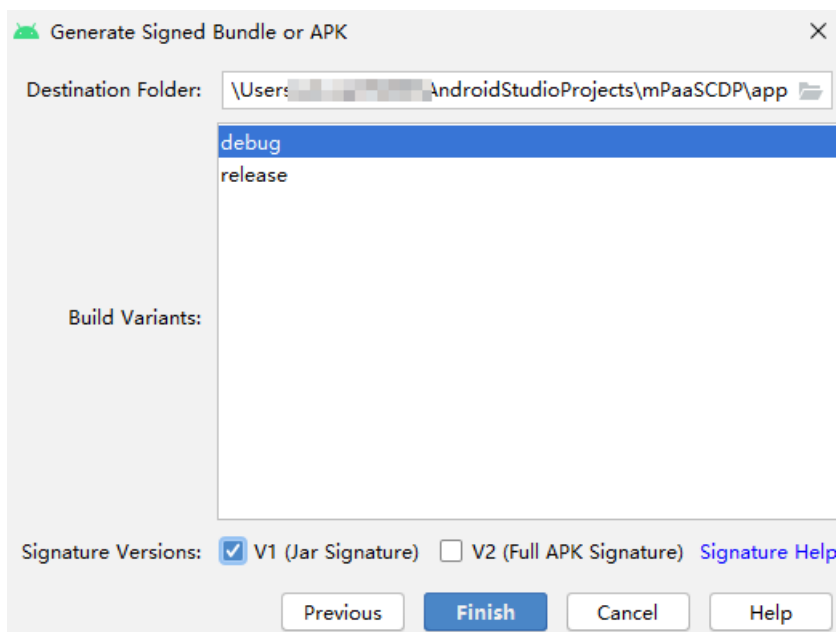 Generate Signed Bundle or APK
Destination Folder: \Users AndroidStudioProjects\mPaaSCDP\app
debug
release
Build Variants:
Signature Versions: V1 (Jar Signature) V2 (Full APK Signature) Signature Help
Previous Finish Cancel Help